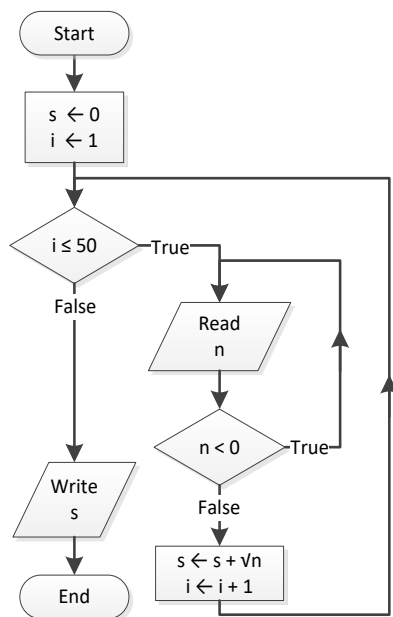 Start
s ← 0
i ← 1
i ≤ 50
True
False
Read
n
n < 0
True
False
Write
s
s ← s + √n
i ← i + 1
End